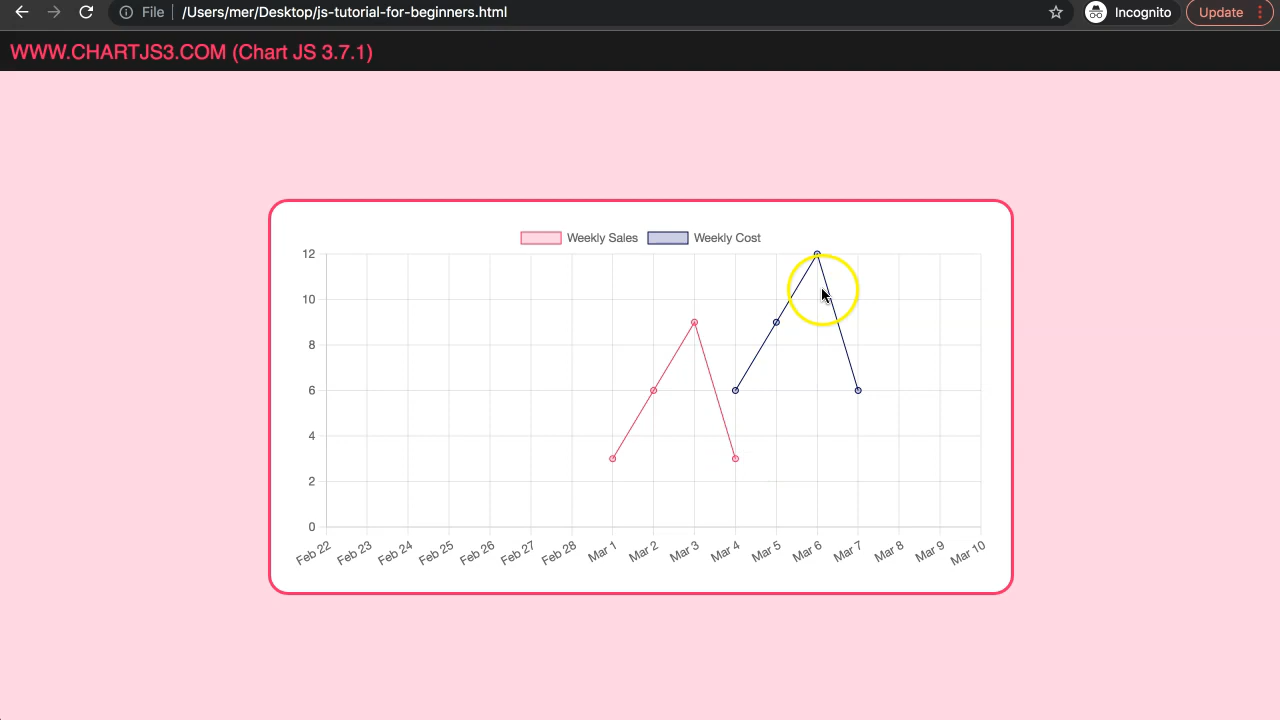 File /Users/mer/Desktop/js-tutorial-for-beginners.html Incognito Update
WWW.CHARTJS3.COM (Chart JS 3.7.1)
Weekly Sales Weekly Cost
12
10
8
6
4
2
0
Feb 22 Feb 23 Feb 24 Feb 25 Feb 26 Feb 27 Feb 28 Mar 1 Mar 2 Mar 3 Mar 4 Mar 5 Mar 6 Mar 7 Mar 8 Mar 9 Mar 10